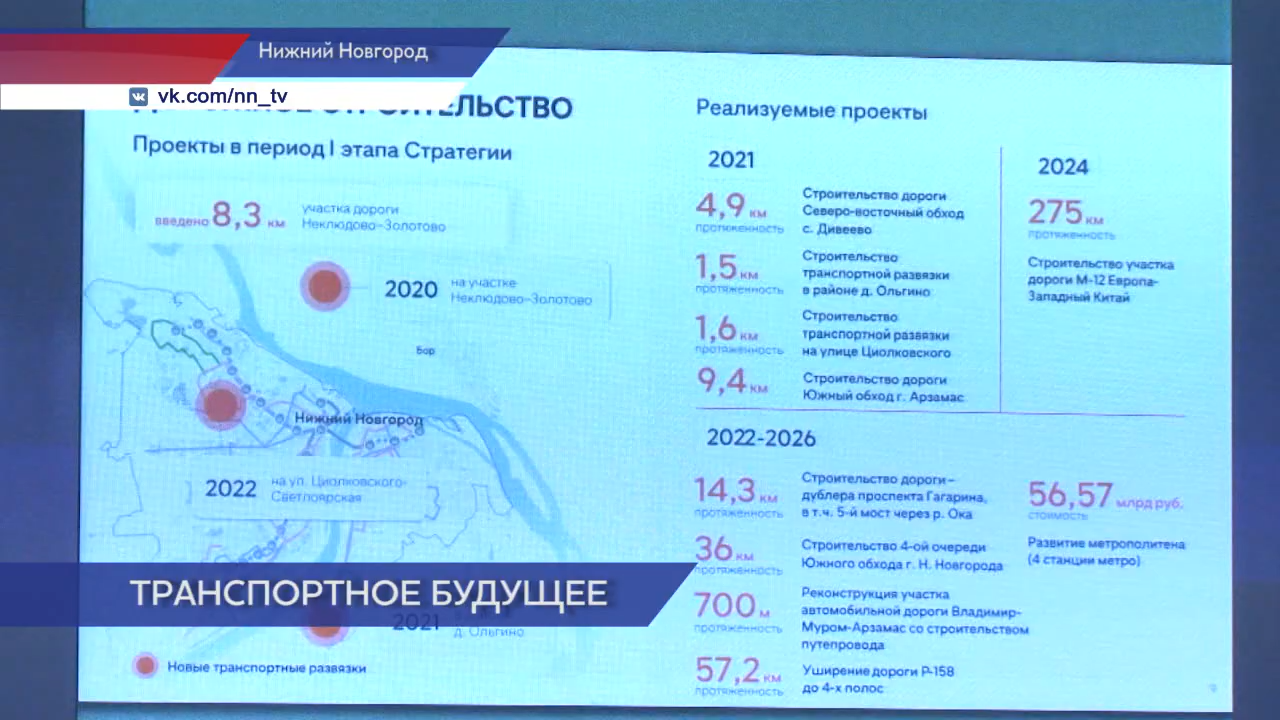 Нижний Новгород
vk.com/nn_tv
СТРОИТЕЛЬСТВО
Проекты в период I этапа Стратегии
введено 8,3 км
участка дороги
Неклюдово-Золотово
2020
на участке
Неклюдово-Золотово
Бор
Нижний Новгород
2022
на ул. Циолковского-
Светлоярская
ТРАНСПОРТНОЕ БУДУЩЕЕ
2021
д. Ольгино
Новые транспортные развязки
Реализуемые проекты
2021
4,9 км
протяженность
Строительство дороги
Северо-восточный обход
с. Дивеево
1,5 км
протяженность
Строительство
транспортной развязки
в районе д. Ольгино
1,6 км
протяженность
Строительство
транспортной развязки
на улице Циолковского
9,4 км
Строительство дороги
Южный обход г. Арзамас
2024
275 км
протяженность
Строительство участка
дороги М-12 Европа-
Западный Китай
2022-2026
14,3 км
протяженность
Строительство дороги –
дублера проспекта Гагарина,
в т.ч. 5-й мост через р. Ока
36 км
протяженность
Строительство 4-ой очереди
Южного обхода г. Н. Новгорода
700 м
протяженность
Реконструкция участка
автомобильной дороги Владимир-
Муром-Арзамас со строительством
путепровода
57,2 км
протяженность
Уширение дороги Р-158
до 4-х полос
56,57 млрд руб.
стоимость
Развитие метрополитена
(4 станции метро)
9